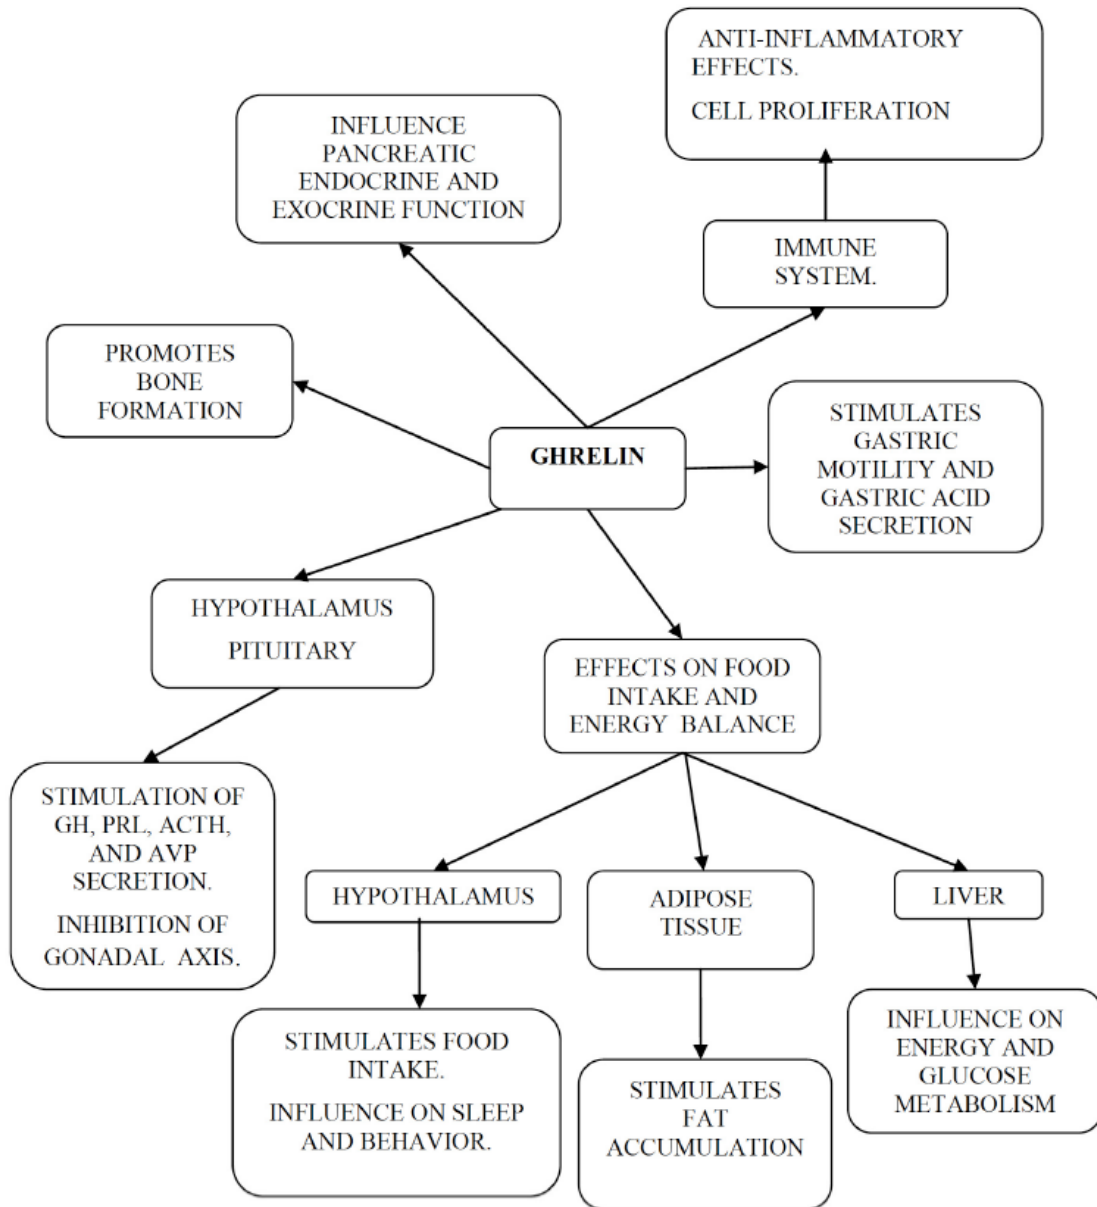 ANTI-INFLAMMATORY
EFFECTS.
CELL PROLIFERATION
INFLUENCE
PANCREATIC
ENDOCRINE AND
EXOCRINE FUNCTION
IMMUNE
SYSTEM.
PROMOTES
BONE
FORMATION
STIMULATES
GASTRIC
MOTILITY AND
GASTRIC ACID
SECRETION
GHRELIN
HYPOTHALAMUS
PITUITARY
EFFECTS ON FOOD
INTAKE AND
ENERGY BALANCE
STIMULATION OF
GH, PRL, ACTH,
AND AVP
SECRETION.
INHIBITION OF
GONADAL AXIS.
HYPOTHALAMUS
ADIPOSE
TISSUE
LIVER
STIMULATES FOOD
INTAKE.
INFLUENCE ON SLEEP
AND BEHAVIOR.
STIMULATES
FAT
ACCUMULATION
INFLUENCE ON
ENERGY AND
GLUCOSE
METABOLISM